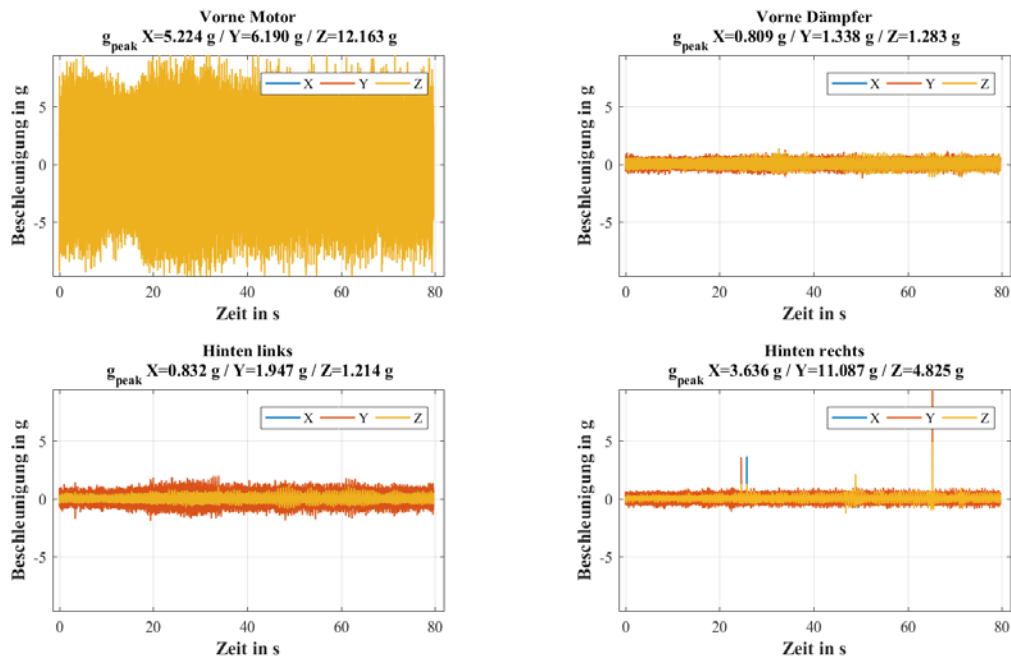 Vorne Motor
g_peak X=5.224 g / Y=6.190 g / Z=12.163 g
X Y Z
Beschleunigung in g
5
0
-5
0 20 40 60 80
Zeit in s
Vorne Dämpfer
g_peak X=0.809 g / Y=1.338 g / Z=1.283 g
X Y Z
Beschleunigung in g
5
0
-5
0 20 40 60 80
Zeit in s
Hinten links
g_peak X=0.832 g / Y=1.947 g / Z=1.214 g
X Y Z
Beschleunigung in g
5
0
-5
0 20 40 60 80
Zeit in s
Hinten rechts
g_peak X=3.636 g / Y=11.087 g / Z=4.825 g
X Y Z
Beschleunigung in g
5
0
-5
0 20 40 60 80
Zeit in s